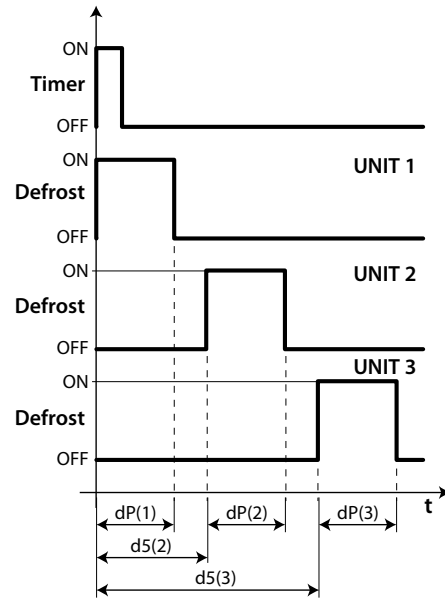 ON
Timer
OFF
ON
UNIT 1
Defrost
OFF
UNIT 2
ON
Defrost
OFF
UNIT 3
ON
Defrost
OFF
t
dP(1) dP(2) dP(3)
d5(2)
d5(3)